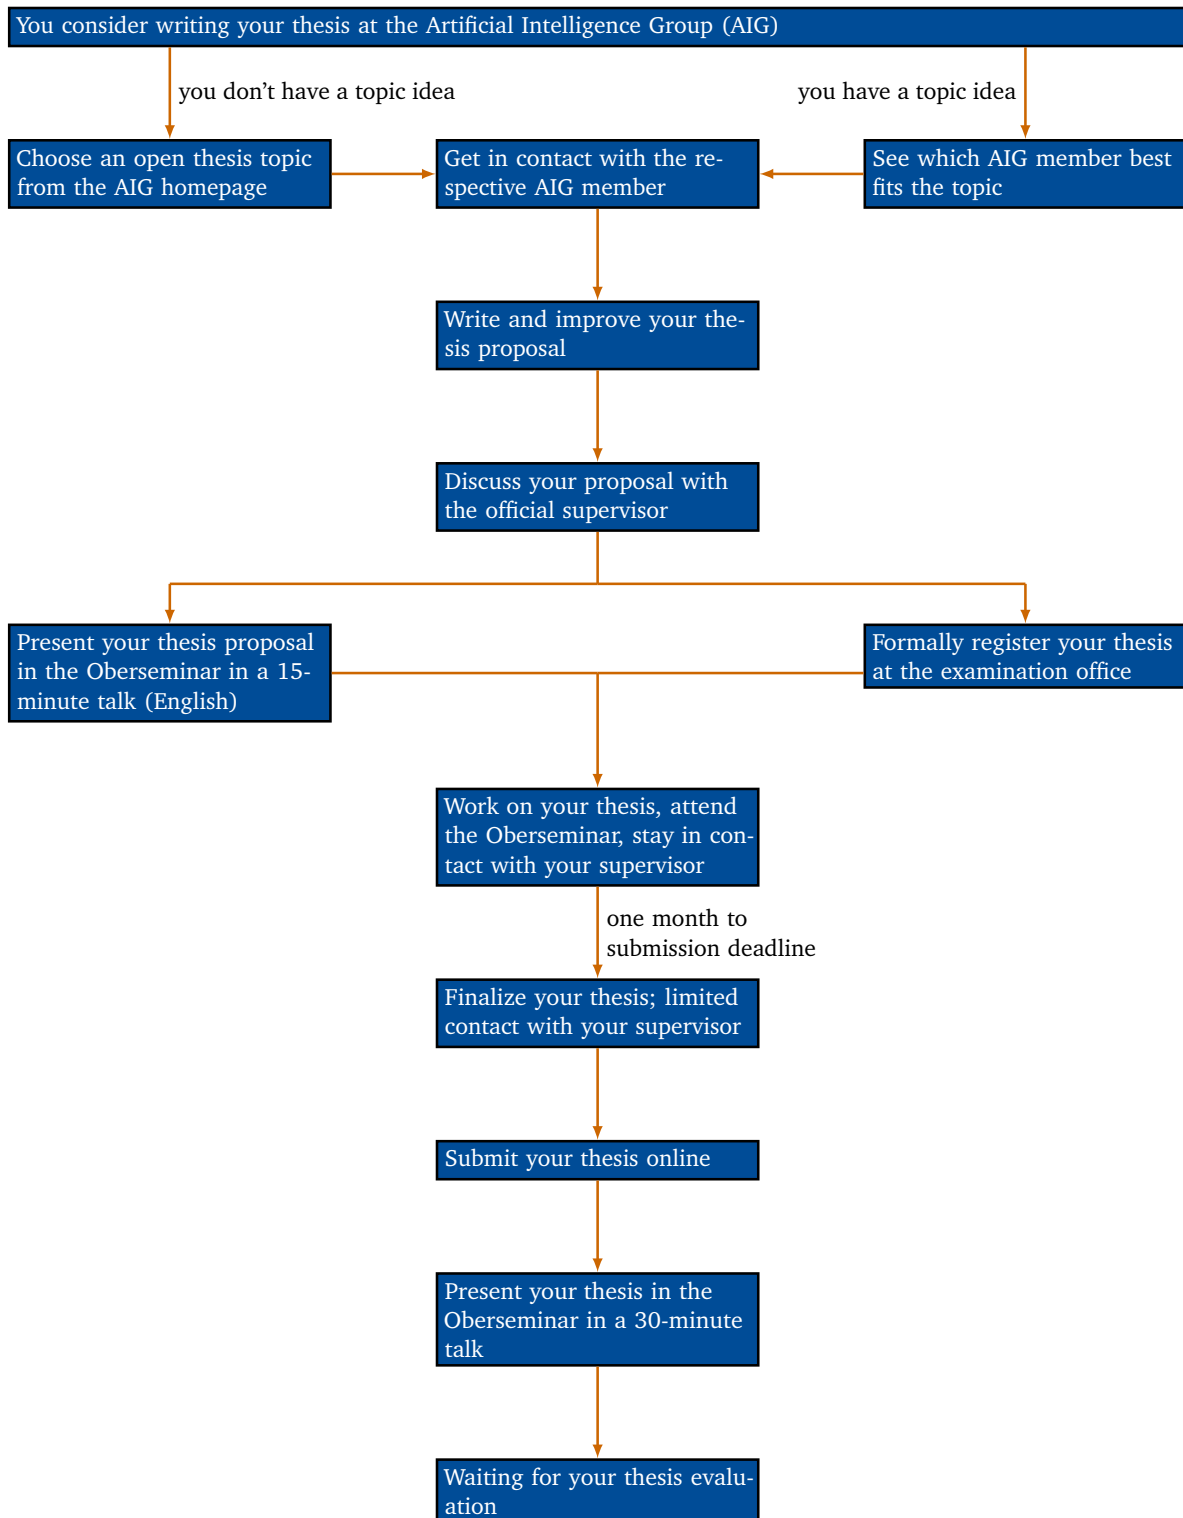 You consider writing your thesis at the Artificial Intelligence Group (AIG)
you don't have a topic idea
you have a topic idea
Choose an open thesis topic
from the AIG homepage
Get in contact with the re-
spective AIG member
See which AIG member best
fits the topic
Write and improve your the-
sis proposal
Discuss your proposal with
the official supervisor
Present your thesis proposal
in the Oberseminar in a 15-
minute talk (English)
Formally register your thesis
at the examination office
Work on your thesis, attend
the Oberseminar, stay in con-
tact with your supervisor
one month to
submission deadline
Finalize your thesis; limited
contact with your supervisor
Submit your thesis online
Present your thesis in the
Oberseminar in a 30-minute
talk
Waiting for your thesis evalu-
ation